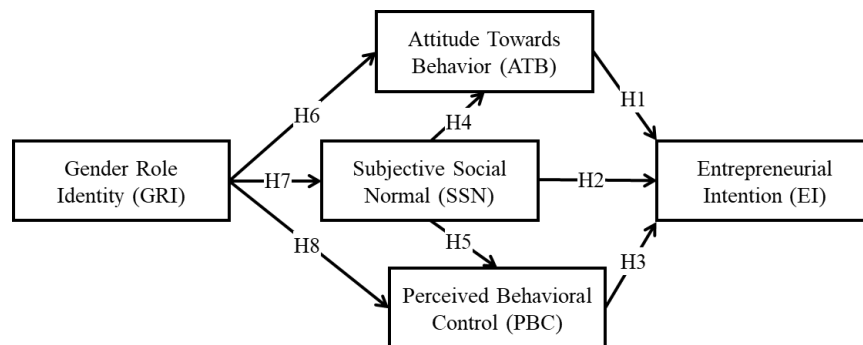 Attitude Towards
Behavior (ATB)
H1
H6
H4
Gender Role
Identity (GRI)
H7
Subjective Social
Normal (SSN)
H2
Entrepreneurial
Intention (EI)
H8
H5
H3
Perceived Behavioral
Control (PBC)